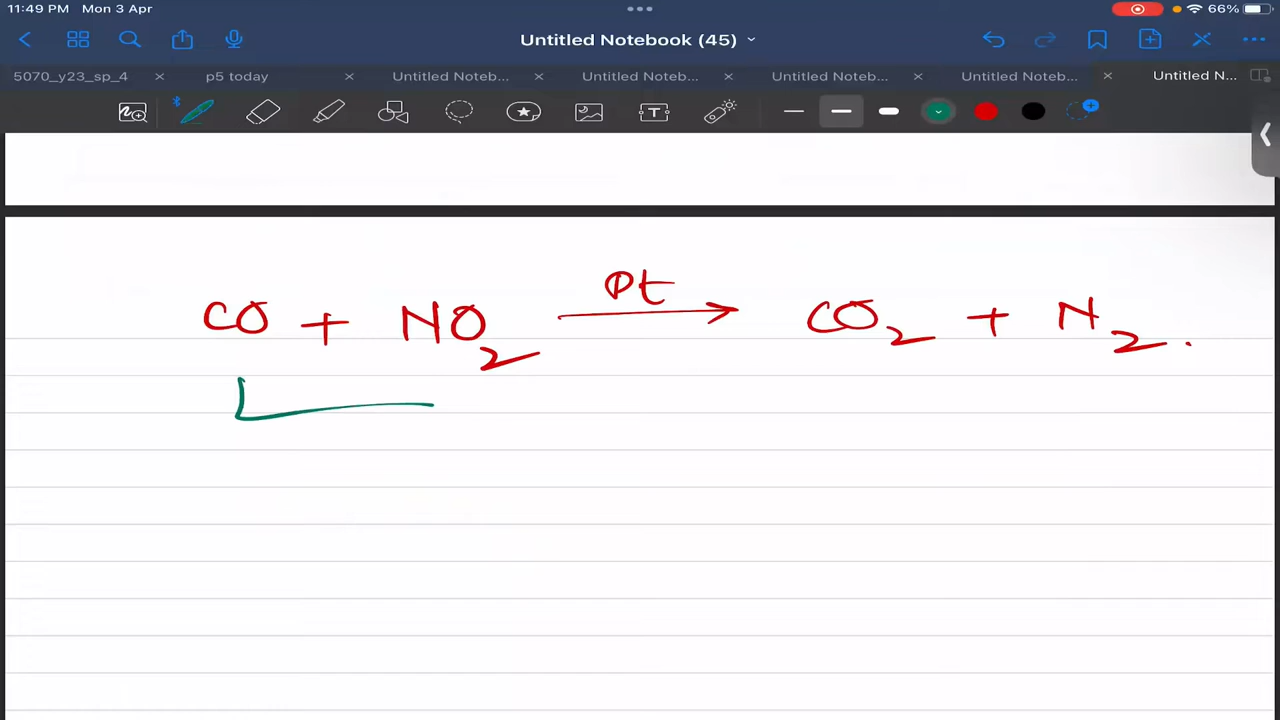 11:49 PM Mon 3 Apr
66%
Untitled Notebook (45)
5070_y23_sp_4 p5 today Untitled Noteb... Untitled Noteb... Untitled Noteb... Untitled Noteb... Untitled N...
T
Pt
CO + NO2 → CO2 + N2.